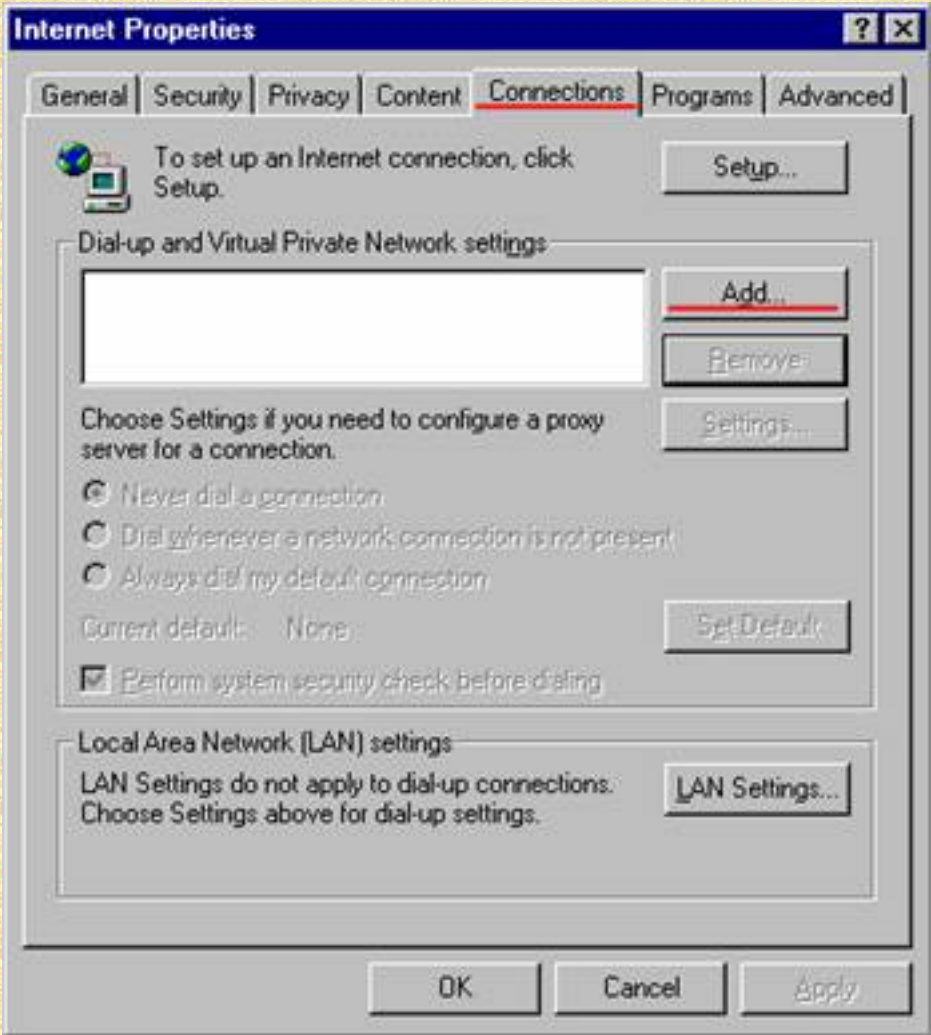 Internet Properties
General Security Privacy Content Connections Programs Advanced
To set up an Internet connection, click
Setup.
Setup...
Dial-up and Virtual Private Network settings
Add...
Remove
Choose Settings if you need to configure a proxy
server for a connection.
Settings...
Never dial a connection
Dial whenever a network connection is not present
Always dial my default connection
Current default: None
Set Default
Perform system security check before dialing
Local Area Network (LAN) settings
LAN Settings do not apply to dial-up connections.
Choose Settings above for dial-up settings.
LAN Settings...
OK Cancel Apply